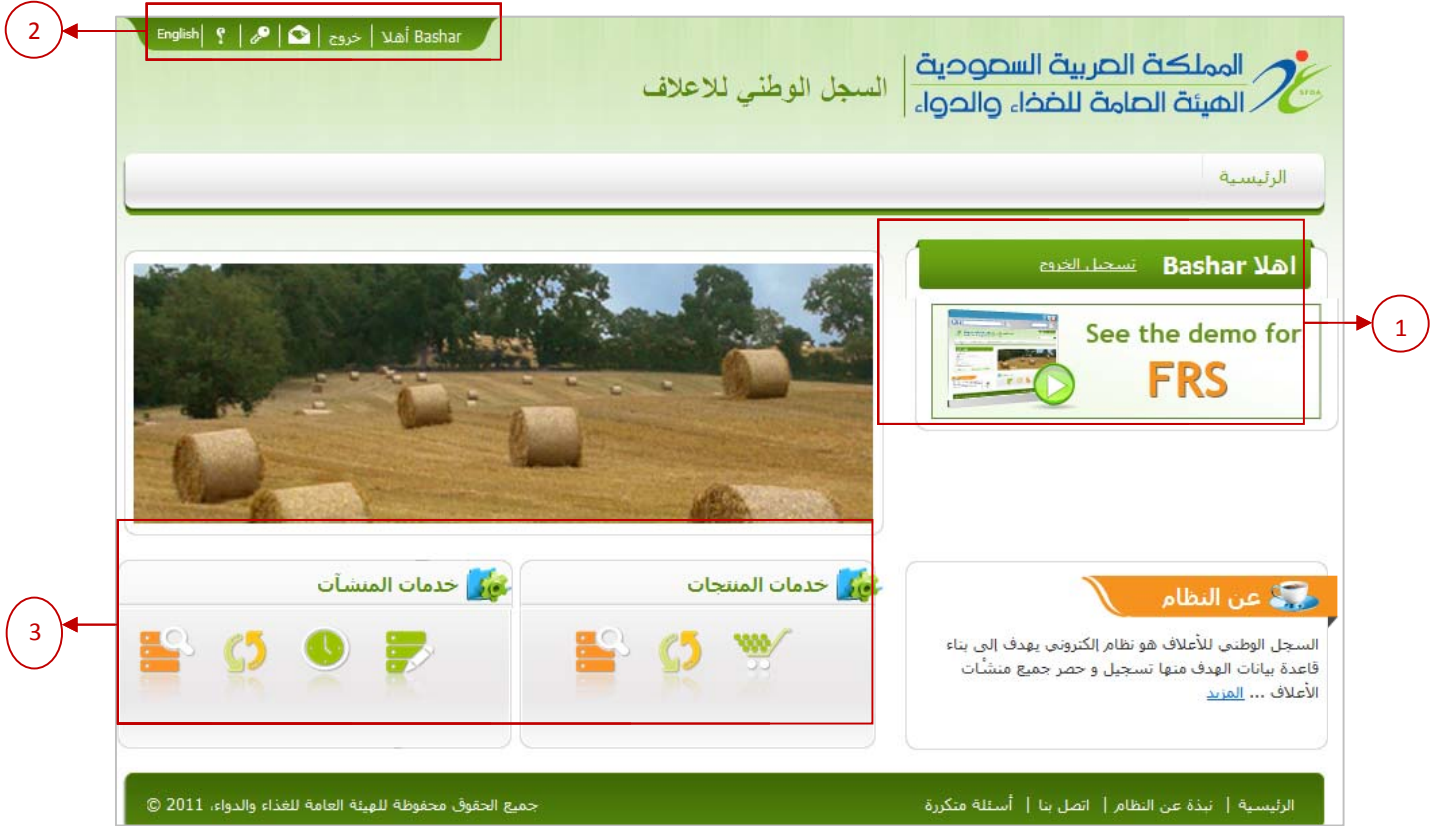 2
أهلا Bashar | خروج | | | ؟ | English
المملكة العربية السعودية
الهيئة العامة للغذاء والدواء
SFDA
السجل الوطني للاعلاف
الرئيسية
اهلا Bashar تسجيل الخروج
See the demo for
FRS
1
خدمات المنتجات
خدمات المنشآت
3
عن النظام
السجل الوطني للأعلاف هو نظام إلكتروني يهدف إلى بناء
قاعدة بيانات الهدف منها تسجيل و حصر جميع منشآت
الأعلاف ... المزيد
الرئيسية | نبذة عن النظام | اتصل بنا | أسئلة متكررة
جميع الحقوق محفوظة للهيئة العامة للغذاء والدواء، 2011 ©